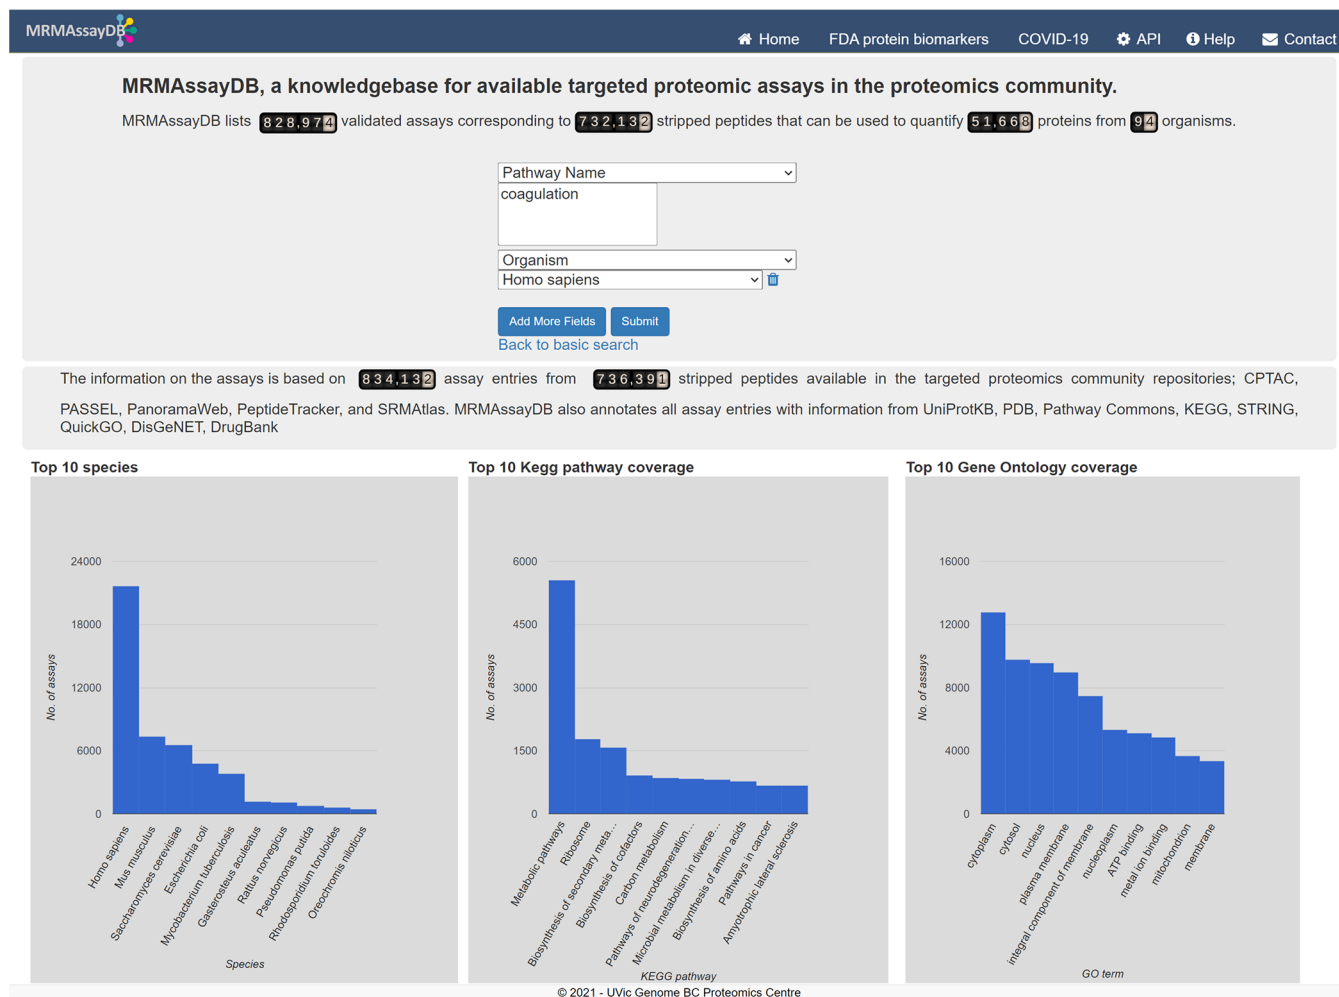 MRMAssayDB
Home FDA protein biomarkers COVID-19 API Help Contact
MRMAssayDB, a knowledgebase for available targeted proteomic assays in the proteomics community.
MRMAssayDB lists 828,974 validated assays corresponding to 732,132 stripped peptides that can be used to quantify 51,668 proteins from 94 organisms.
Pathway Name
coagulation
Organism
Homo sapiens
Add More Fields Submit
Back to basic search
The information on the assays is based on 834,132 assay entries from 736,391 stripped peptides available in the targeted proteomics community repositories; CPTAC,
PASSEL, PanoramaWeb, PeptideTracker, and SRMAtlas. MRMAssayDB also annotates all assay entries with information from UniProtKB, PDB, Pathway Commons, KEGG, STRING,
QuickGO, DisGeNET, DrugBank
Top 10 species
24000
18000
12000
6000
0
No. of assays
Homo sapiens
Mus musculus
Saccharomyces cerevisiae
Escherichia coli
Mycobacterium tuberculosis
Gasterosteus aculeatus
Rattus norvegicus
Pseudomonas putida
Rhodosporidium toruloides
Oreochromis niloticus
Species
Top 10 Kegg pathway coverage
6000
4500
3000
1500
0
No. of assays
Metabolic pathways
Ribosome
Biosynthesis of secondary meta...
Biosynthesis of cofactors
Carbon metabolism
Pathways of neurodegeneration...
Microbial metabolism in diverse...
Biosynthesis of amino acids
Pathways in cancer
Amyotrophic lateral sclerosis
KEGG pathway
Top 10 Gene Ontology coverage
16000
12000
8000
4000
0
No. of assays
cytoplasm
cytosol
nucleus
plasma membrane
integral component of membrane
nucleoplasm
ATP binding
metal ion binding
mitochondrion
membrane
GO term
© 2021 - UVic Genome BC Proteomics Centre